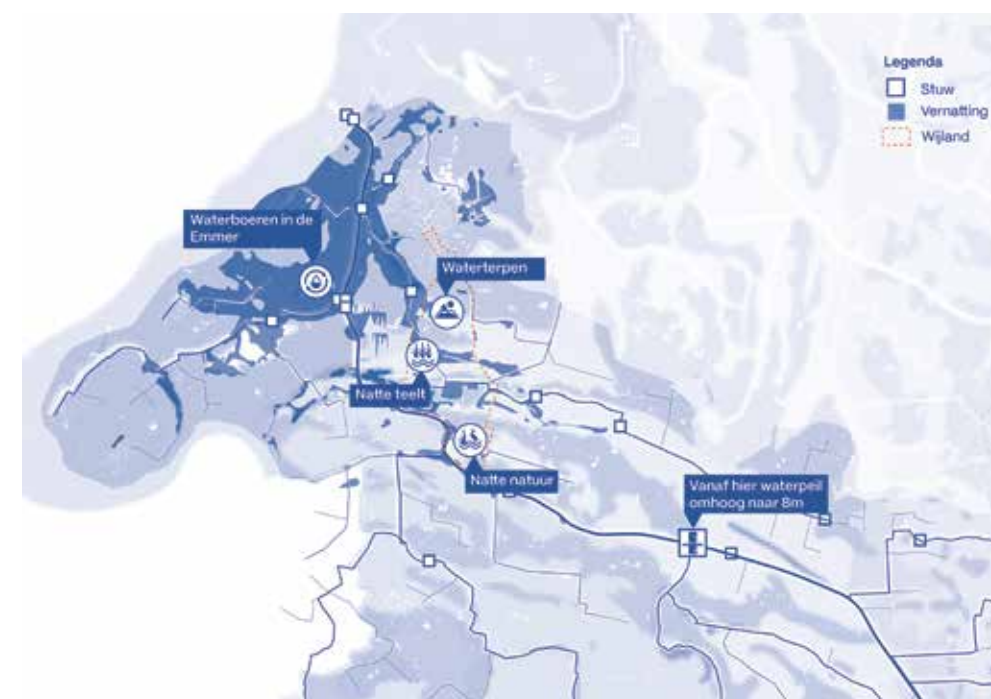 Legenda
Stuw
Vernatting
Wijland
Waterboeren in de
Emmer
Waterterpen
Natte teelt
Natte natuur
Vanaf hier waterpeil
omhoog naar 8m